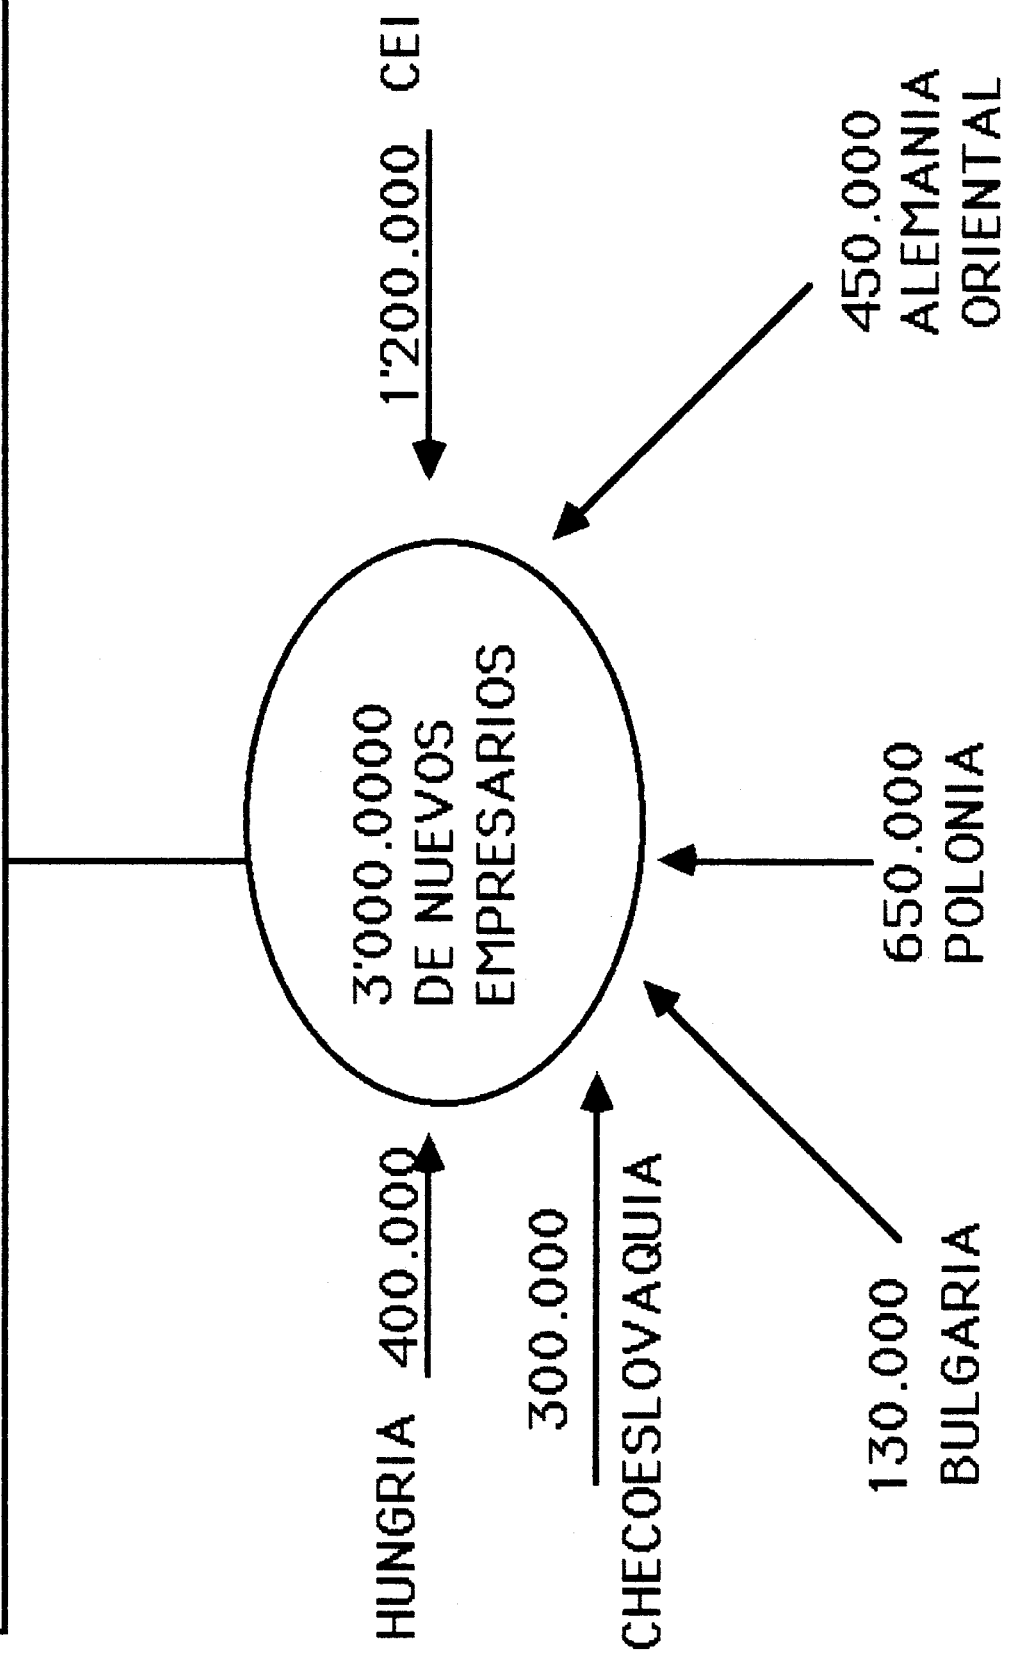 HUNGRIA 400.000
1'200.000 CEI
3'000.0000
DE NUEVOS
EMPRESARIOS
300.000
CHECOESLOVAQUIA
130.000
BULGARIA
650.000
POLONIA
450.000
ALEMANIA
ORIENTAL